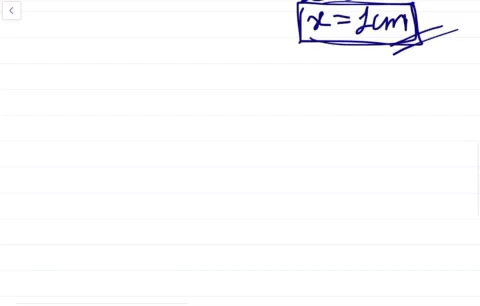 x = 1cm